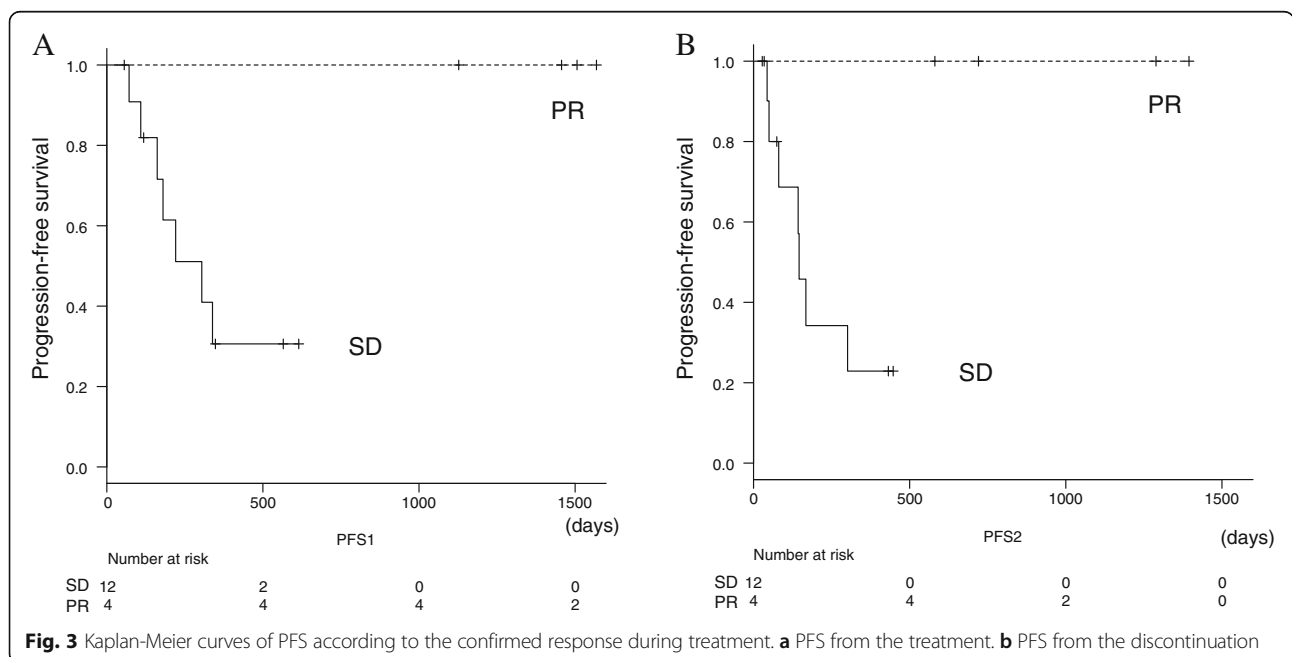 A
1.0
0.8
0.6
0.4
0.2
0.0
Progression-free survival
PR
SD
0 500 1000 1500
(days)
PFS1
Number at risk
SD 12 2 0 0
PR 4 4 4 2
B
1.0
0.8
0.6
0.4
0.2
0.0
Progression-free survival
PR
SD
0 500 1000 1500
PFS2 (days)
Number at risk
SD 12 0 0 0
PR 4 4 2 0
Fig. 3 Kaplan-Meier curves of PFS according to the confirmed response during treatment. a PFS from the treatment. b PFS from the discontinuation